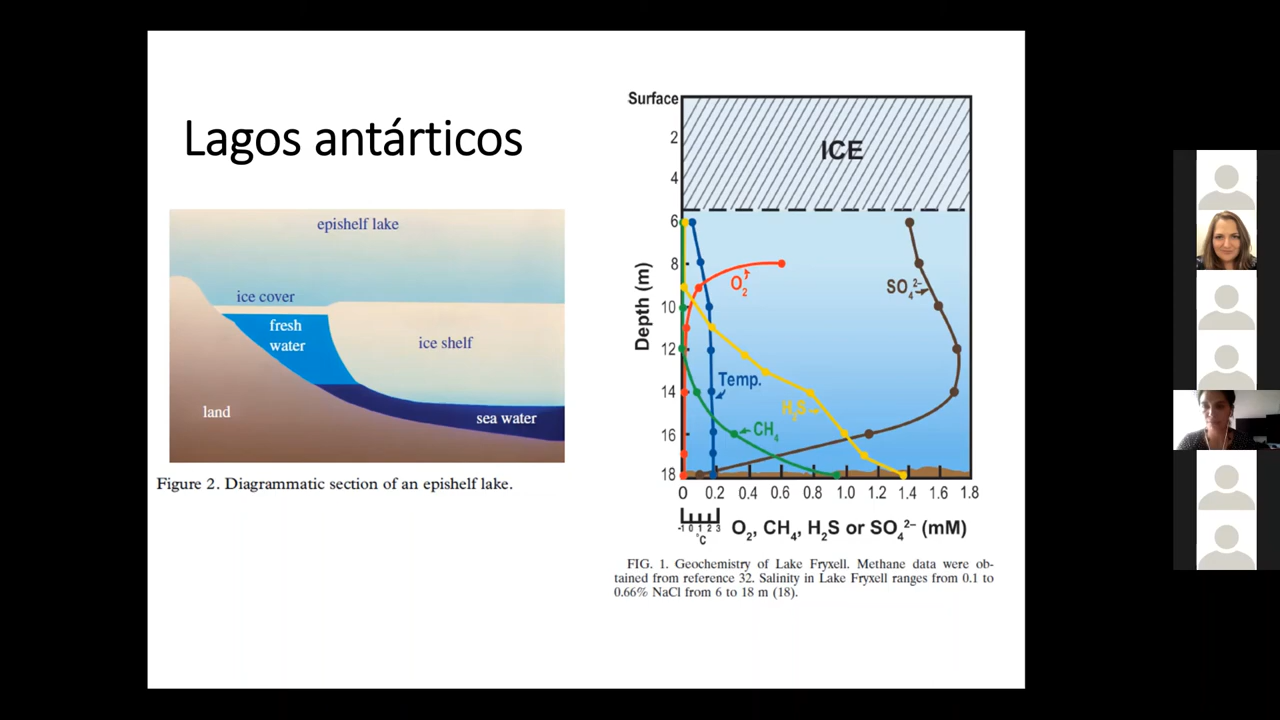 Lagos antárticos
epishelf lake
ice cover
fresh
water
ice shelf
land
sea water
Figure 2. Diagrammatic section of an epishelf lake.
Surface
2
4
6
8
10
12
14
16
18
Depth (m)
ICE
O₂
SO₄²⁻
Temp.
H₂S
CH₄
0 0.2 0.4 0.6 0.8 1.0 1.2 1.4 1.6 1.8
-1 0 1 2 3
°C
O₂, CH₄, H₂S or SO₄²⁻ (mM)
FIG. 1. Geochemistry of Lake Fryxell. Methane data were ob-
tained from reference 32. Salinity in Lake Fryxell ranges from 0.1 to
0.66% NaCl from 6 to 18 m (18).